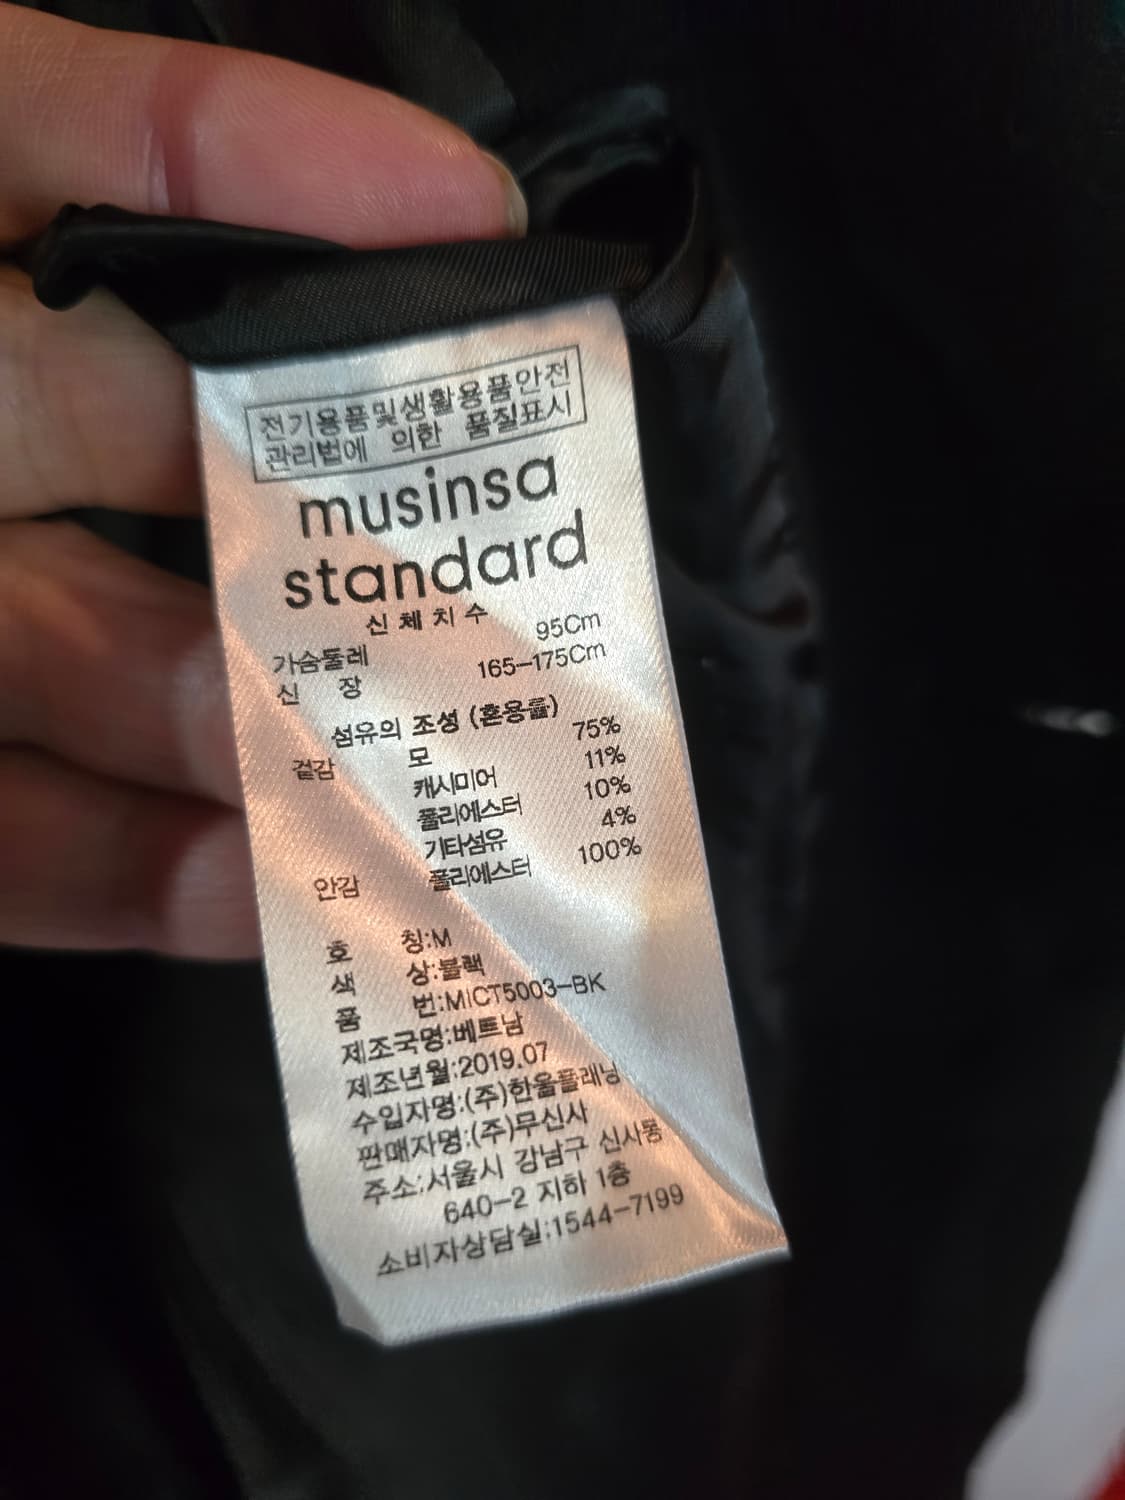 전기용품및생활용품안전
관리법에 의한 품질표시
musinsa
standard
신체치수
가슴둘레 95Cm
신 장 165-175Cm
섬유의 조성 (혼용률)
겉감 모 75%
캐시미어 11%
폴리에스터 10%
기타섬유 4%
안감 폴리에스터 100%
호 칭:M
색 상:블랙
품 번:MICT5003-BK
제조국명:베트남
제조년월:2019.07
수입자명:(주)한울플래닝
판매자명:(주)무신사
주소:서울시 강남구 신사동
640-2 지하 1층
소비자상담실:1544-7199